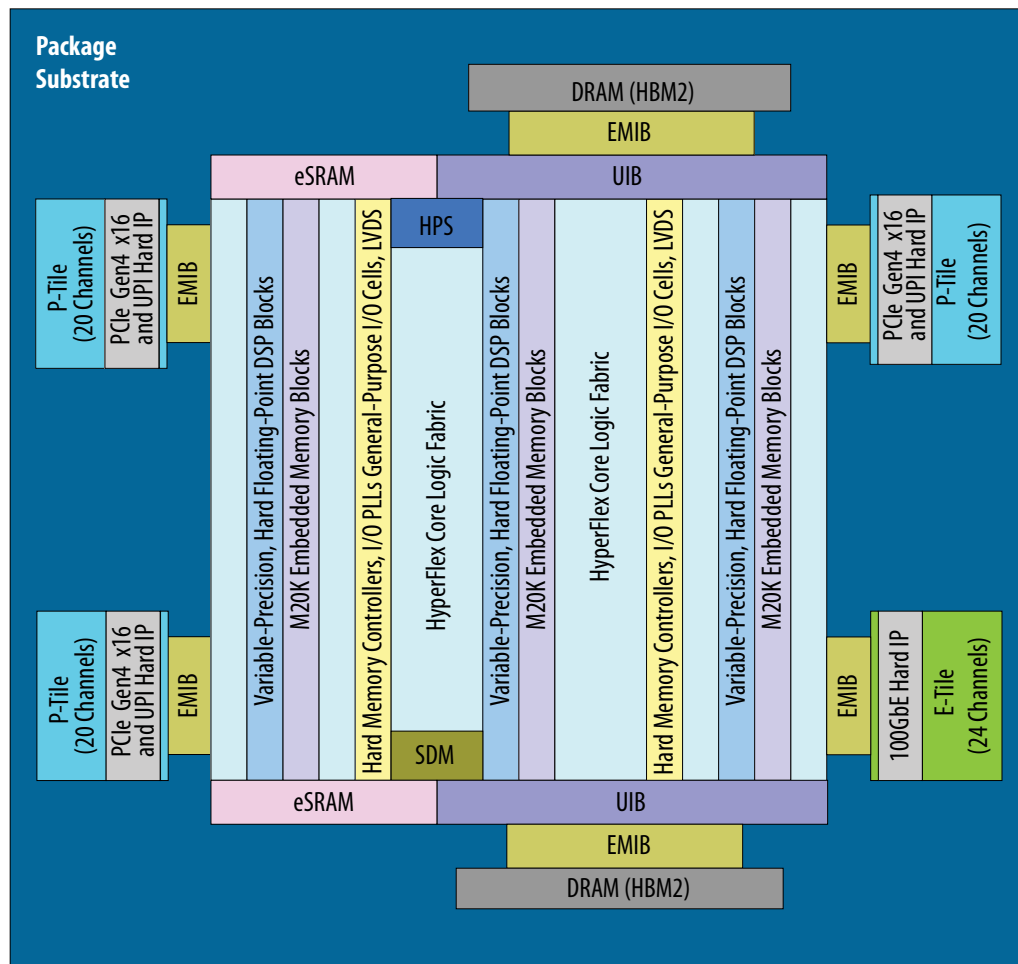 Package
Substrate
DRAM (HBM2)
EMIB
eSRAM
UIB
P-Tile
(20 Channels)
PCIe Gen4 x16
and UPI Hard IP
EMIB
Variable-Precision, Hard Floating-Point DSP Blocks
M20K Embedded Memory Blocks
Hard Memory Controllers, I/O PLLs General-Purpose I/O Cells, LVDS
HPS
HyperFlex Core Logic Fabric
SDM
Variable-Precision, Hard Floating-Point DSP Blocks
M20K Embedded Memory Blocks
HyperFlex Core Logic Fabric
Hard Memory Controllers, I/O PLLs General-Purpose I/O Cells, LVDS
Variable-Precision, Hard Floating-Point DSP Blocks
M20K Embedded Memory Blocks
EMIB
PCIe Gen4 x16
and UPI Hard IP
P-Tile
(20 Channels)
P-Tile
(20 Channels)
PCIe Gen4 x16
and UPI Hard IP
EMIB
EMIB
100GbE Hard IP
E-Tile
(24 Channels)
eSRAM
UIB
EMIB
DRAM (HBM2)